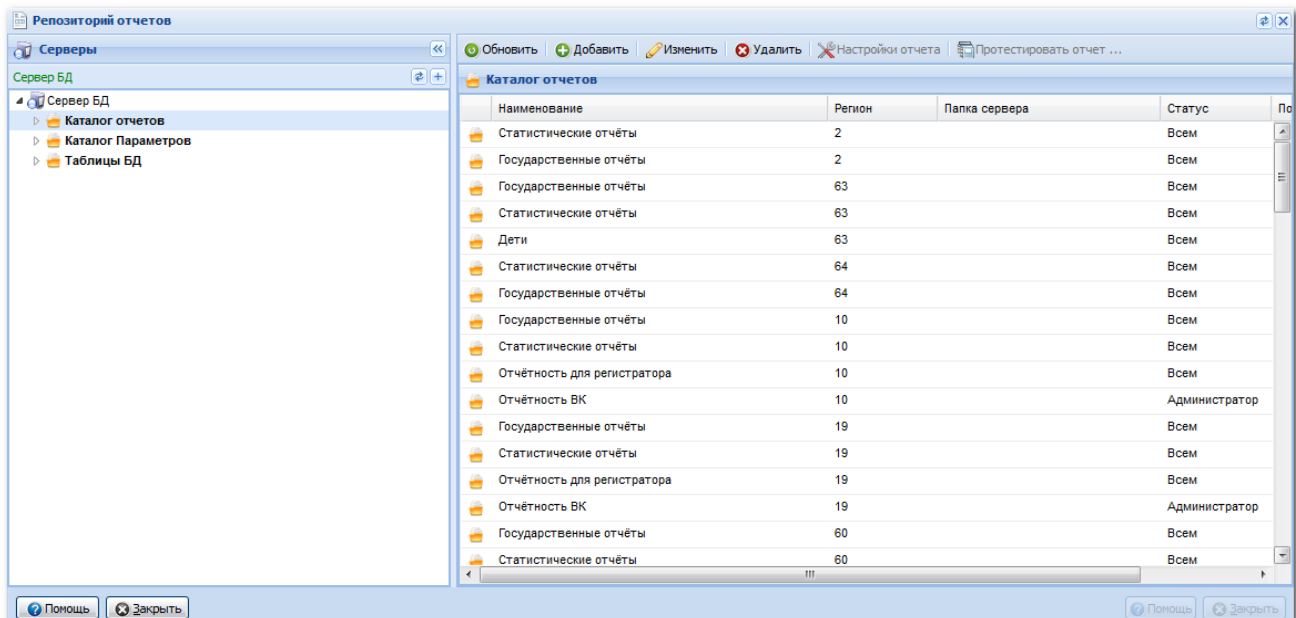 Репозиторий отчетов
Серверы
Обновить Добавить Изменить Удалить Настройки отчета Протестировать отчет ...
Сервер БД
Каталог отчетов
Сервер БД
Каталог отчетов
Каталог Параметров
Таблицы БД
Наименование Регион Папка сервера Статус По
Статистические отчёты 2 Всем
Государственные отчёты 2 Всем
Государственные отчёты 63 Всем
Статистические отчёты 63 Всем
Дети 63 Всем
Статистические отчёты 64 Всем
Государственные отчёты 64 Всем
Государственные отчёты 10 Всем
Статистические отчёты 10 Всем
Отчётность для регистратора 10 Всем
Отчётность ВК 10 Администратор
Государственные отчёты 19 Всем
Статистические отчёты 19 Всем
Отчётность для регистратора 19 Всем
Отчётность ВК 19 Администратор
Государственные отчёты 60 Всем
Статистические отчёты 60 Всем
Помощь Закрыть Помощь Закрыть